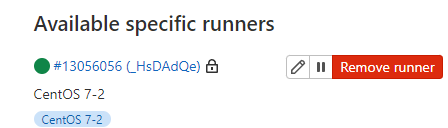 Available specific runners
#13056056 (_HsDAdQe) Remove runner
CentOS 7-2
CentOS 7-2